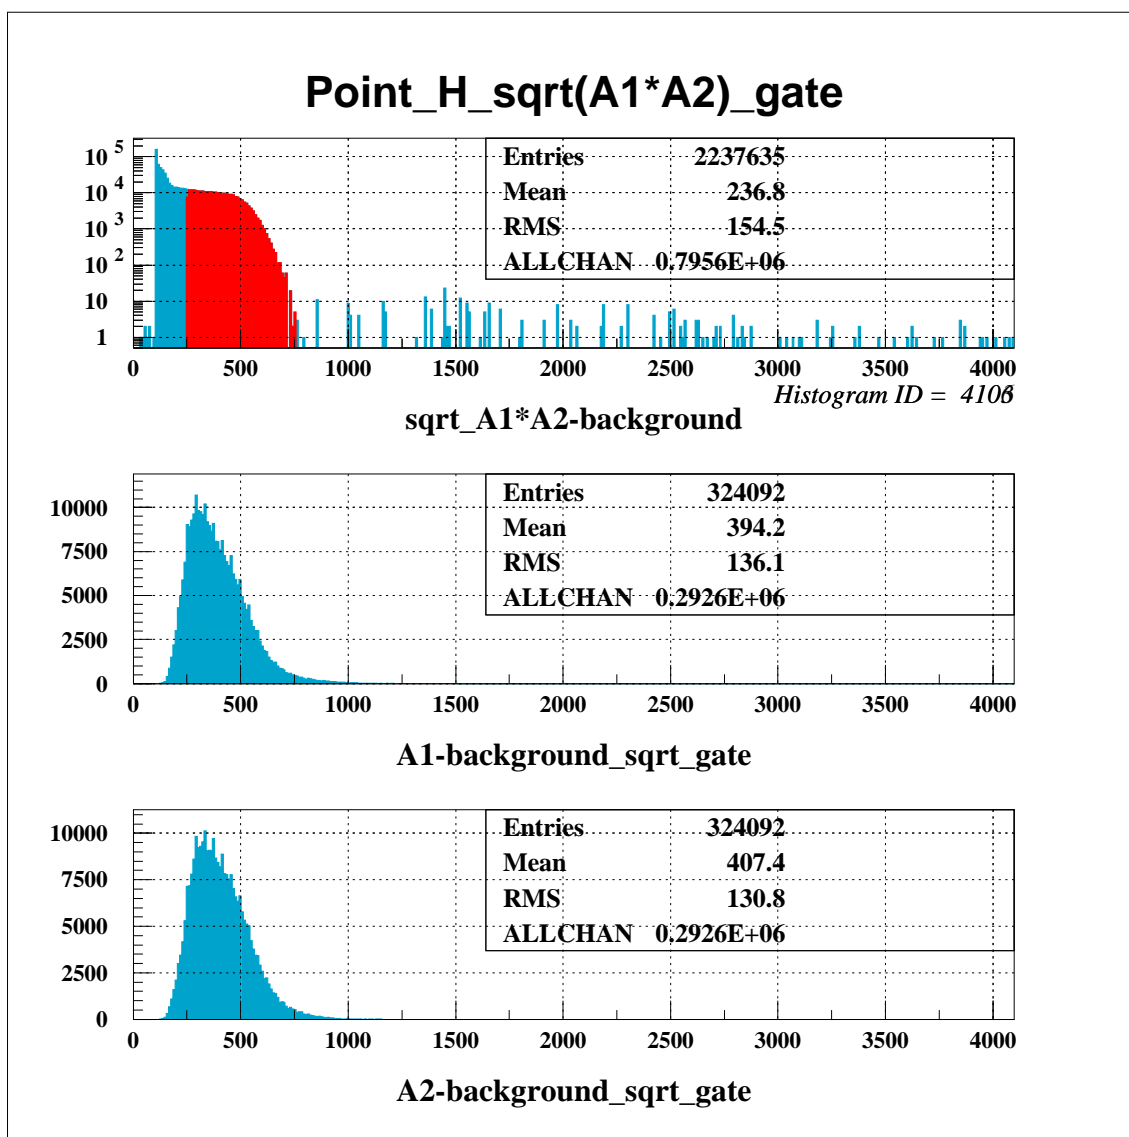 Point_H_sqrt(A1*A2)_gate
10 5
10 4
10 3
10 2
10
1
Entries 2237635
Mean 236.8
RMS 154.5
ALLCHAN 0.7956E+06
0 500 1000 1500 2000 2500 3000 3500 4000
Histogram ID =
sqrt_A1*A2-background
10000
7500
5000
2500
0
Entries 324092
Mean 394.2
RMS 136.1
ALLCHAN 0.2926E+06
0 500 1000 1500 2000 2500 3000 3500 4000
A1-background_sqrt_gate
10000
7500
5000
2500
0
Entries 324092
Mean 407.4
RMS 130.8
ALLCHAN 0.2926E+06
0 500 1000 1500 2000 2500 3000 3500 4000
A2-background_sqrt_gate